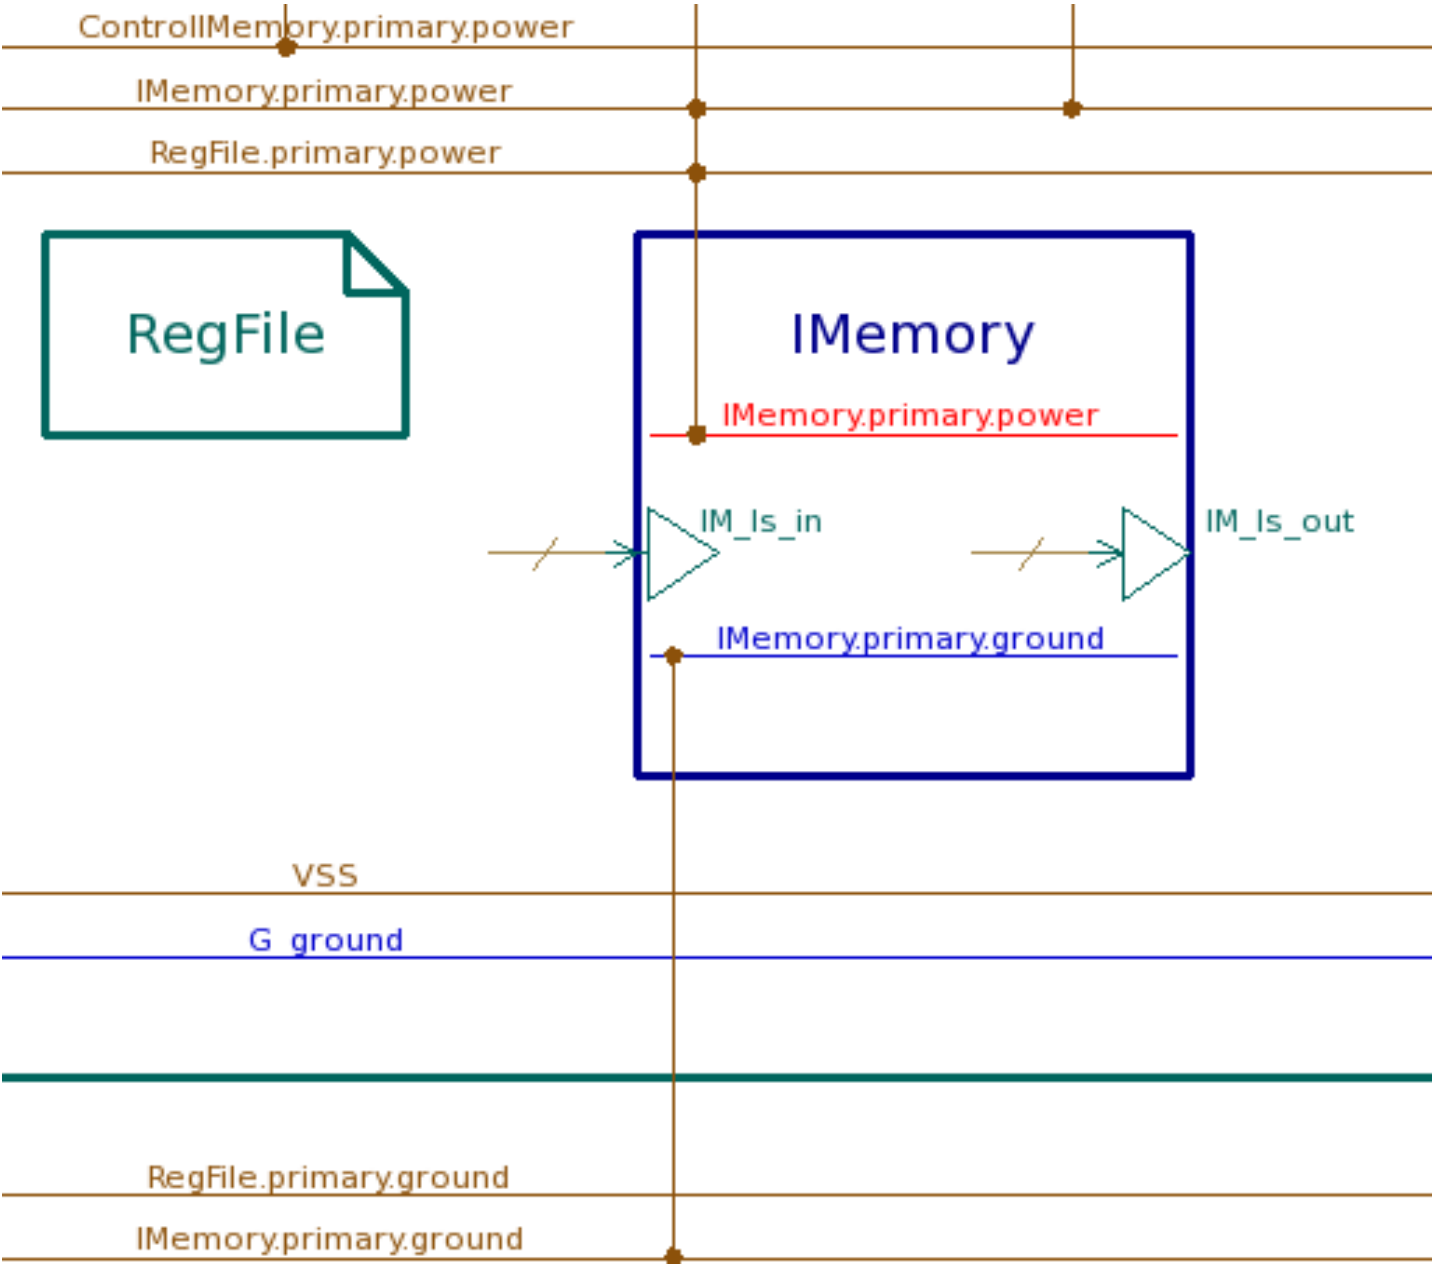 ControllMemory.primary.power
IMemory.primary.power
RegFile.primary.power
RegFile
IMemory
IMemory.primary.power
IM_ls_in
IM_ls_out
IMemory.primary.ground
VSS
G_ground
RegFile.primary.ground
IMemory.primary.ground